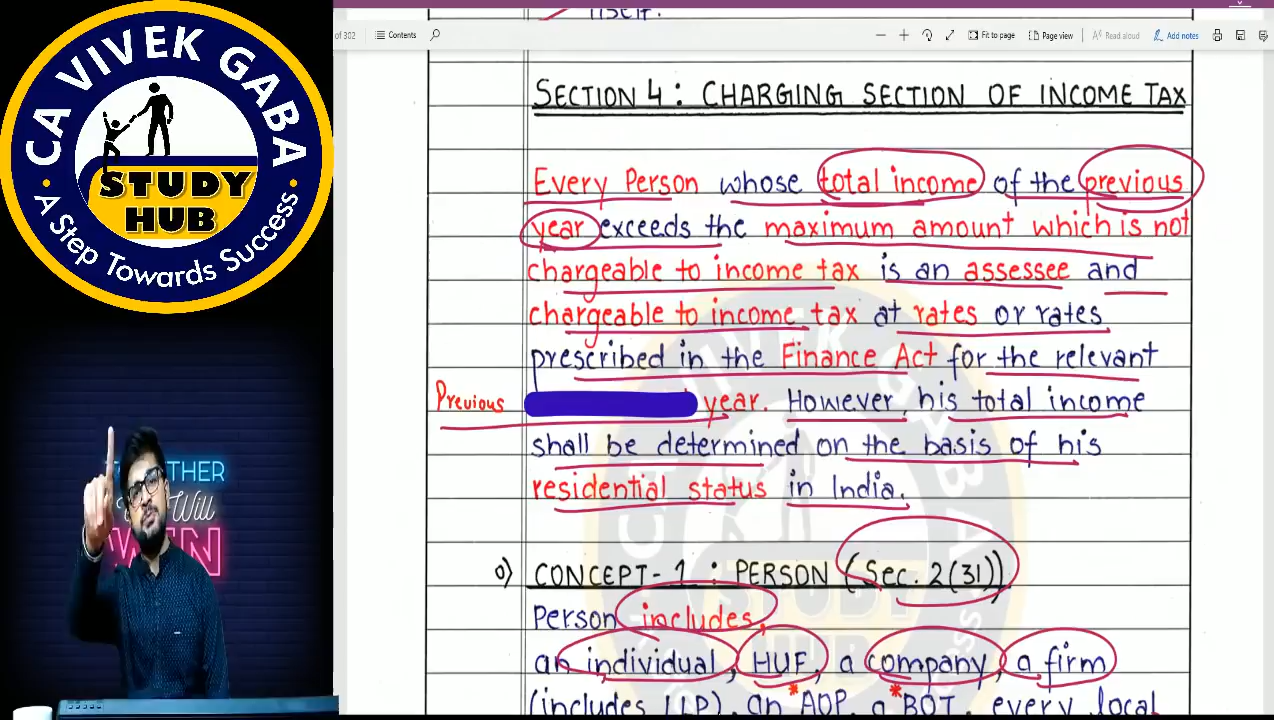 CA VIVEK GABA
STUDY
HUB
A Step Towards Success
THER
Will
WIN
of 302
Contents
Fit to page
Page view
Read aloud
Add notes
itself.
SECTION 4 : CHARGING SECTION OF INCOME TAX
Every Person whose total income of the previous
year exceeds the maximum amount which is not
chargeable to income tax is an assessee and
chargeable to income tax at rates or rates
prescribed in the Finance Act for the relevant
Previous year. However, his total income
shall be determined on the basis of his
residential status in India.
o) CONCEPT-1 : PERSON (Sec. 2(31))
Person includes,
an individual, HUF, a company, a firm
(includes LLP), an *AOP, a *BOI, every local